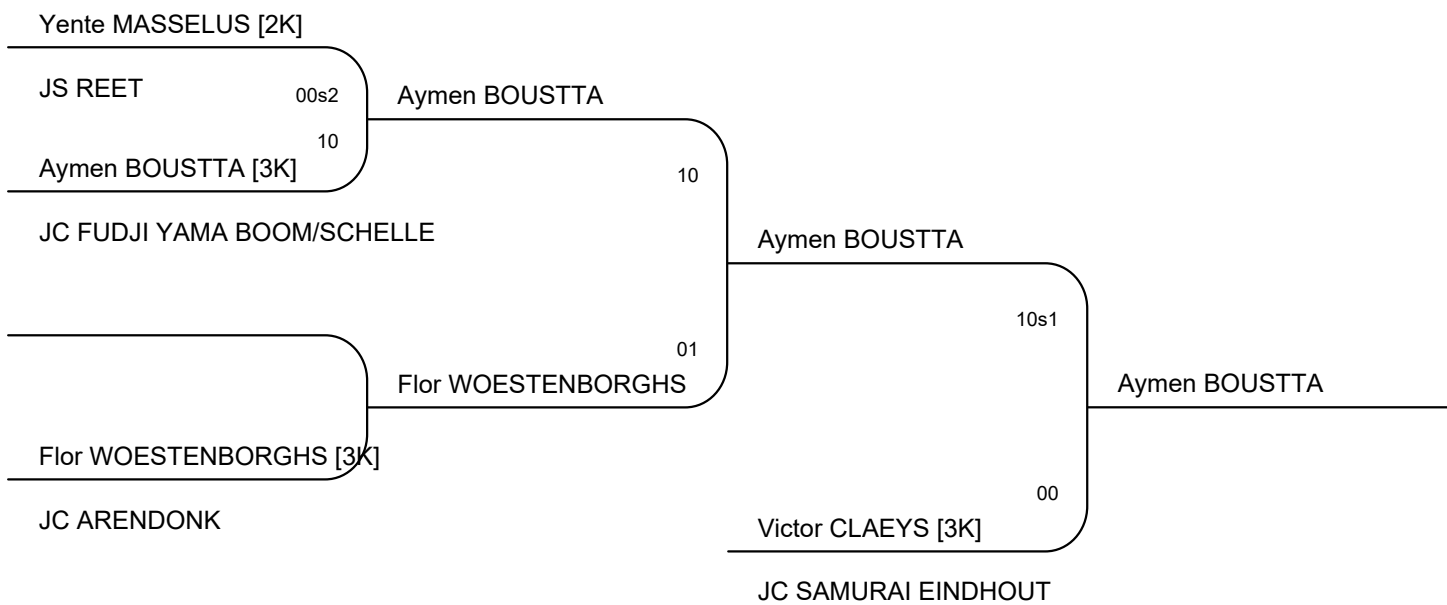 Yente MASSELUS [2K]
JS REET
00s2
Aymen BOUSTTA
10
Aymen BOUSTTA [3K]
10
JC FUDJI YAMA BOOM/SCHELLE
Aymen BOUSTTA
10s1
01
Flor WOESTENBORGHS
Aymen BOUSTTA
Flor WOESTENBORGHS [3K]
00
JC ARENDONK
Victor CLAEYS [3K]
JC SAMURAI EINDHOUT